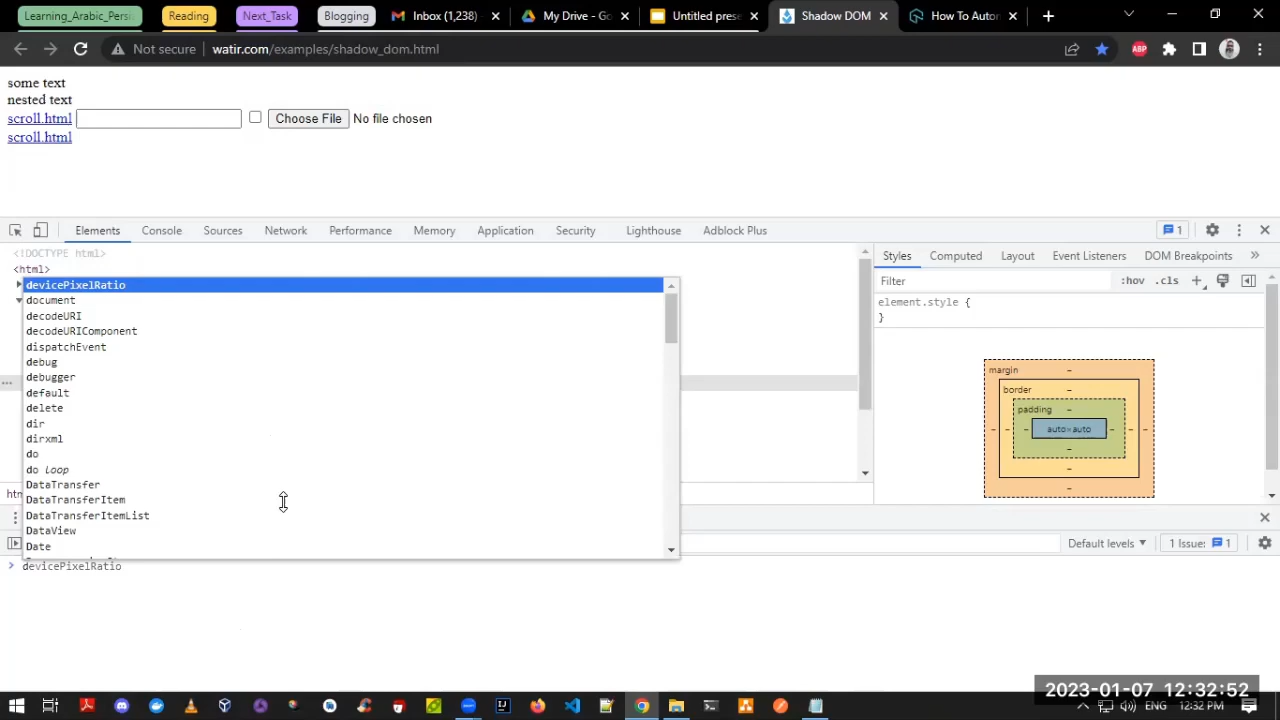 Learning_Arabic_Persi
Reading
Next_Task
Blogging
Inbox (1,238)
My Drive - Go
Untitled prese
Shadow DOM
How To Autor
Not secure
watir.com/examples/shadow_dom.html
ABP
some text
nested text
scroll.html
Choose File
No file chosen
scroll.html
Elements
Console
Sources
Network
Performance
Memory
Application
Security
Lighthouse
Adblock Plus
1
<!DOCTYPE html>
<html>
devicePixelRatio
document
decodeURI
decodeURIComponent
dispatchEvent
debug
debugger
default
delete
dir
dirxml
do
do loop
DataTransfer
DataTransferItem
DataTransferItemList
DataView
Date
Styles
Computed
Layout
Event Listeners
DOM Breakpoints
Filter
:hov .cls
element.style {
}
margin
border
padding
auto×auto
htm
Default levels
1 Issue:
1
> devicePixelRatio
2023-01-07 12:32:52
12:32 PM